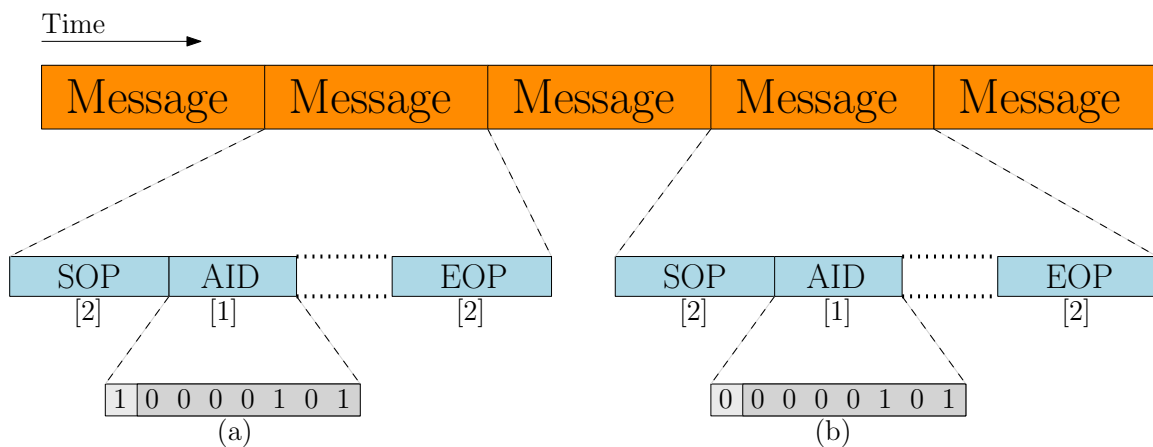 Time
Message Message Message Message Message
SOP AID EOP SOP AID EOP
[2] [1] [2] [2] [1] [2]
1 0 0 0 0 1 0 1 0 0 0 0 0 1 0 1
(a) (b)